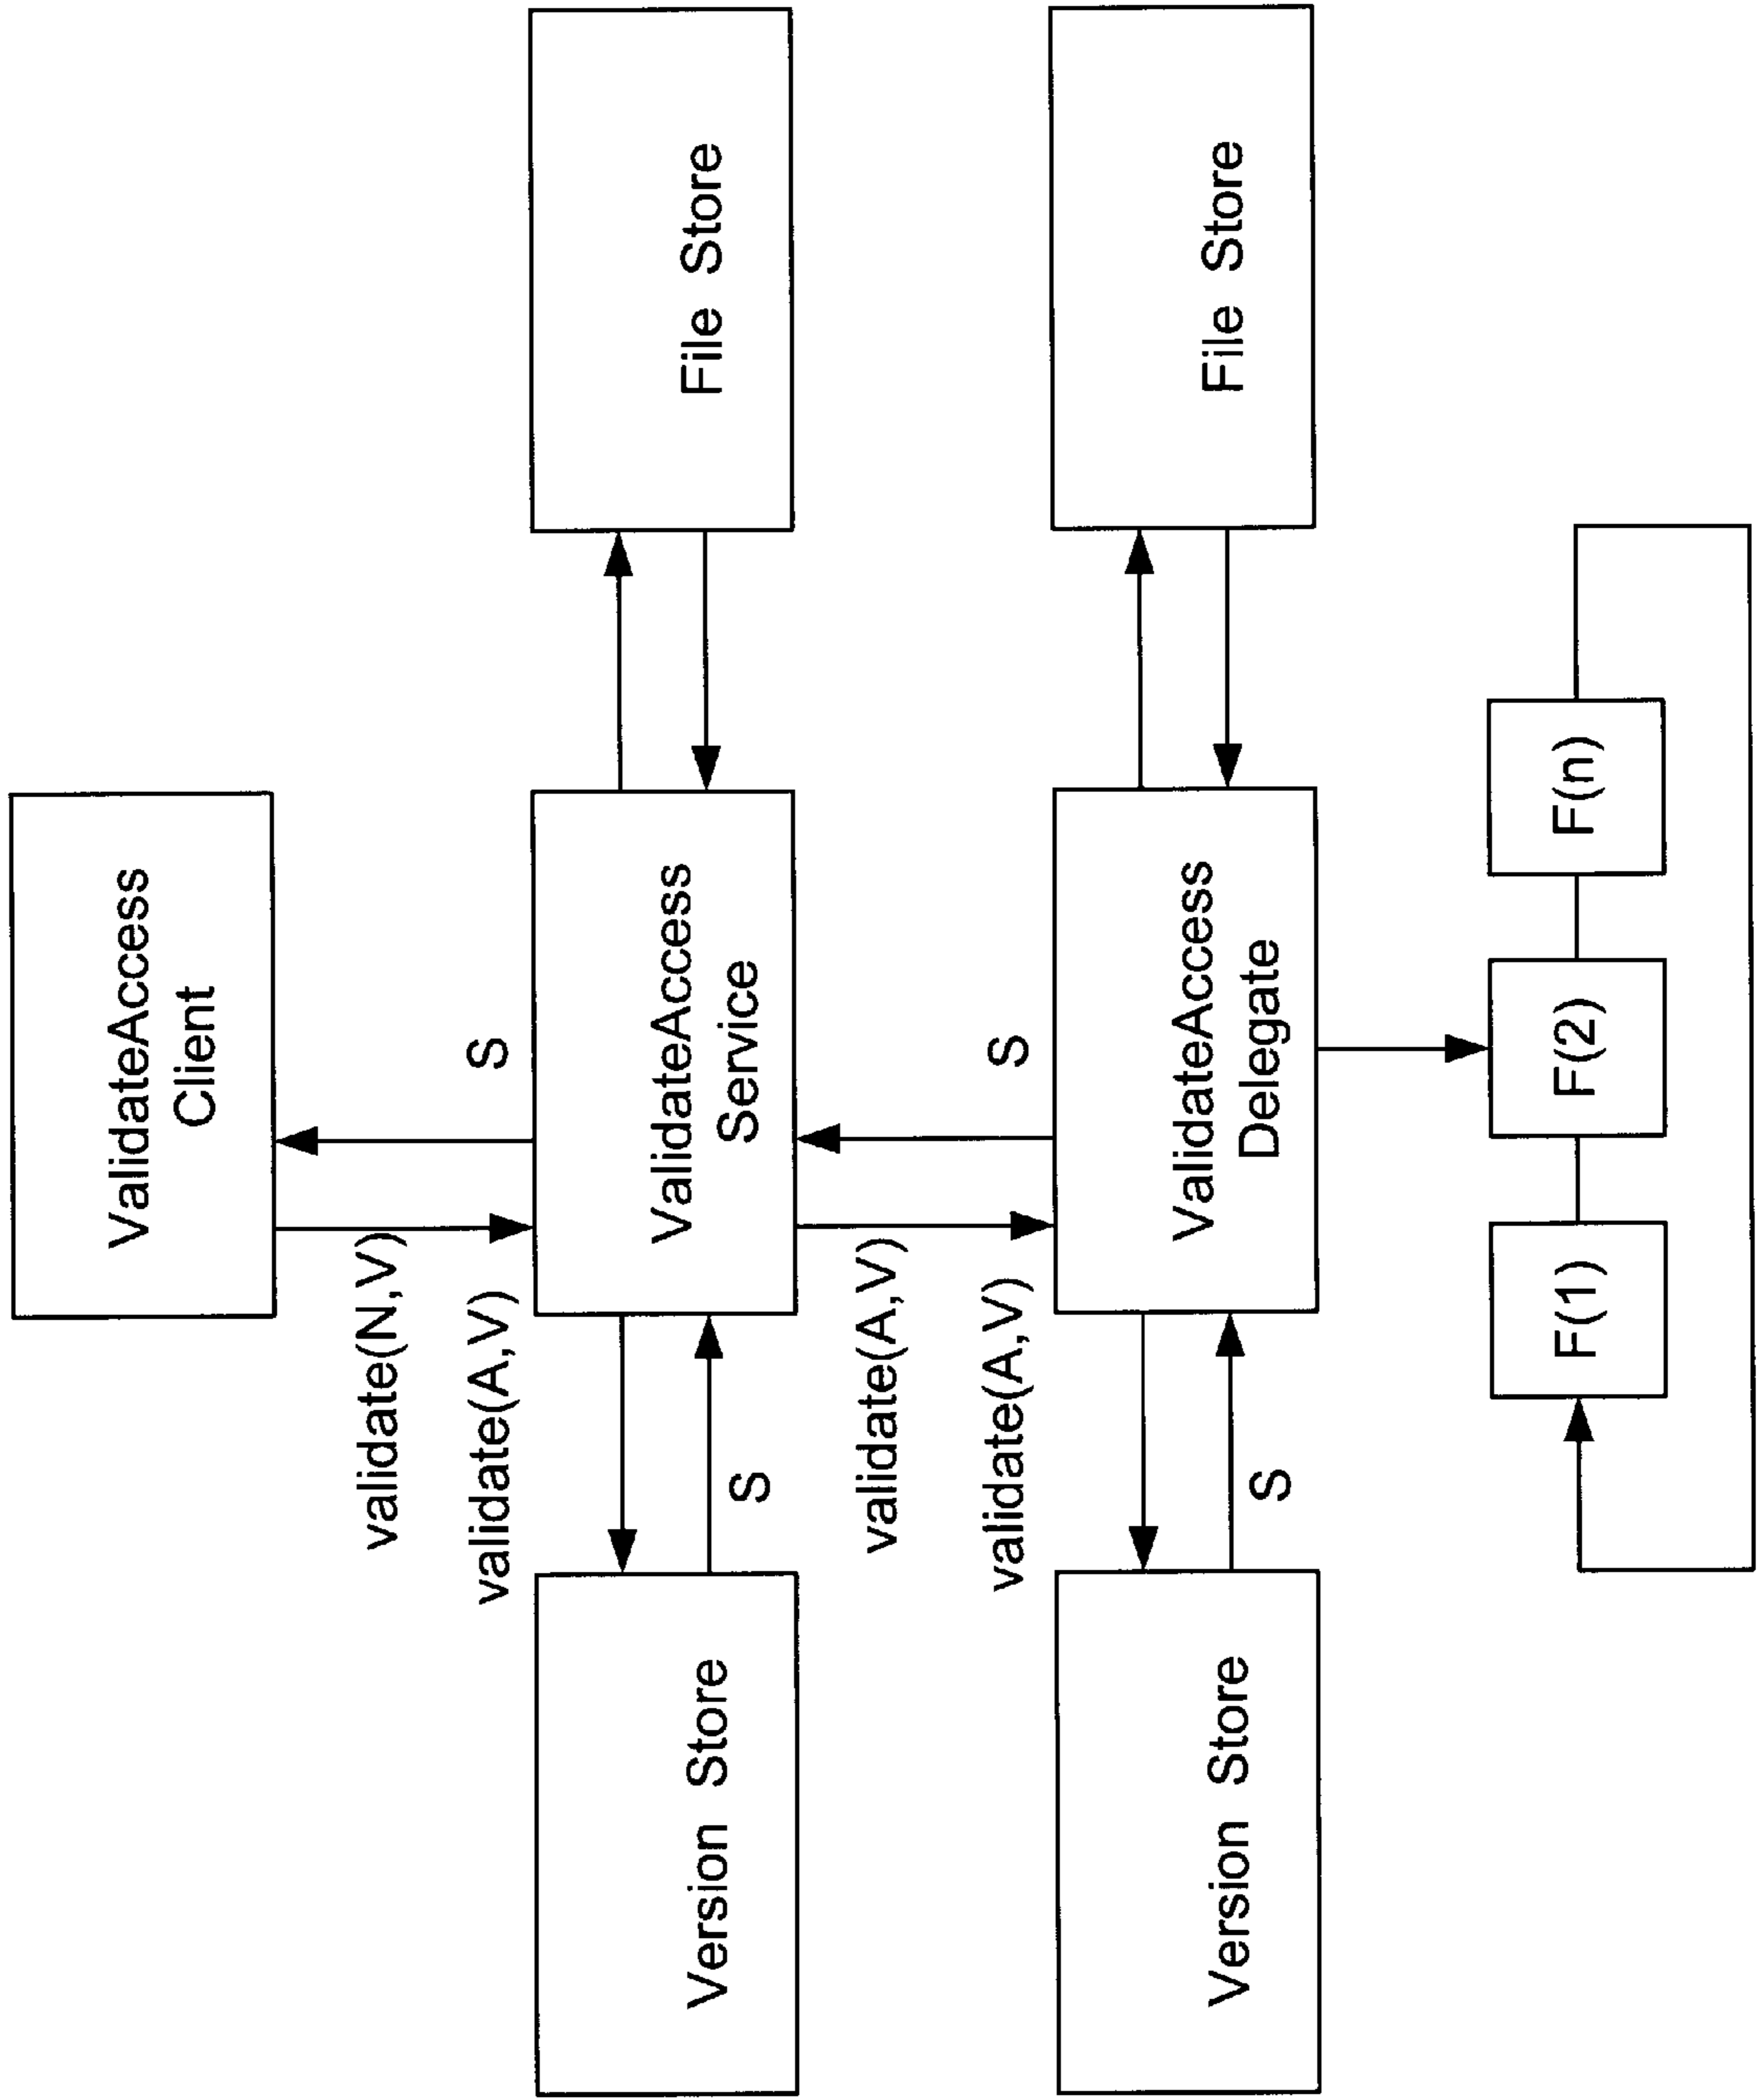 ValidateAccess
Client
validate(N,V)
validate(A,V)
S
Version Store
ValidateAccess
Service
File Store
S
validate(A,V)
validate(A,V)
S
Version Store
ValidateAccess
Delegate
File Store
S
F(1)
F(2)
F(n)